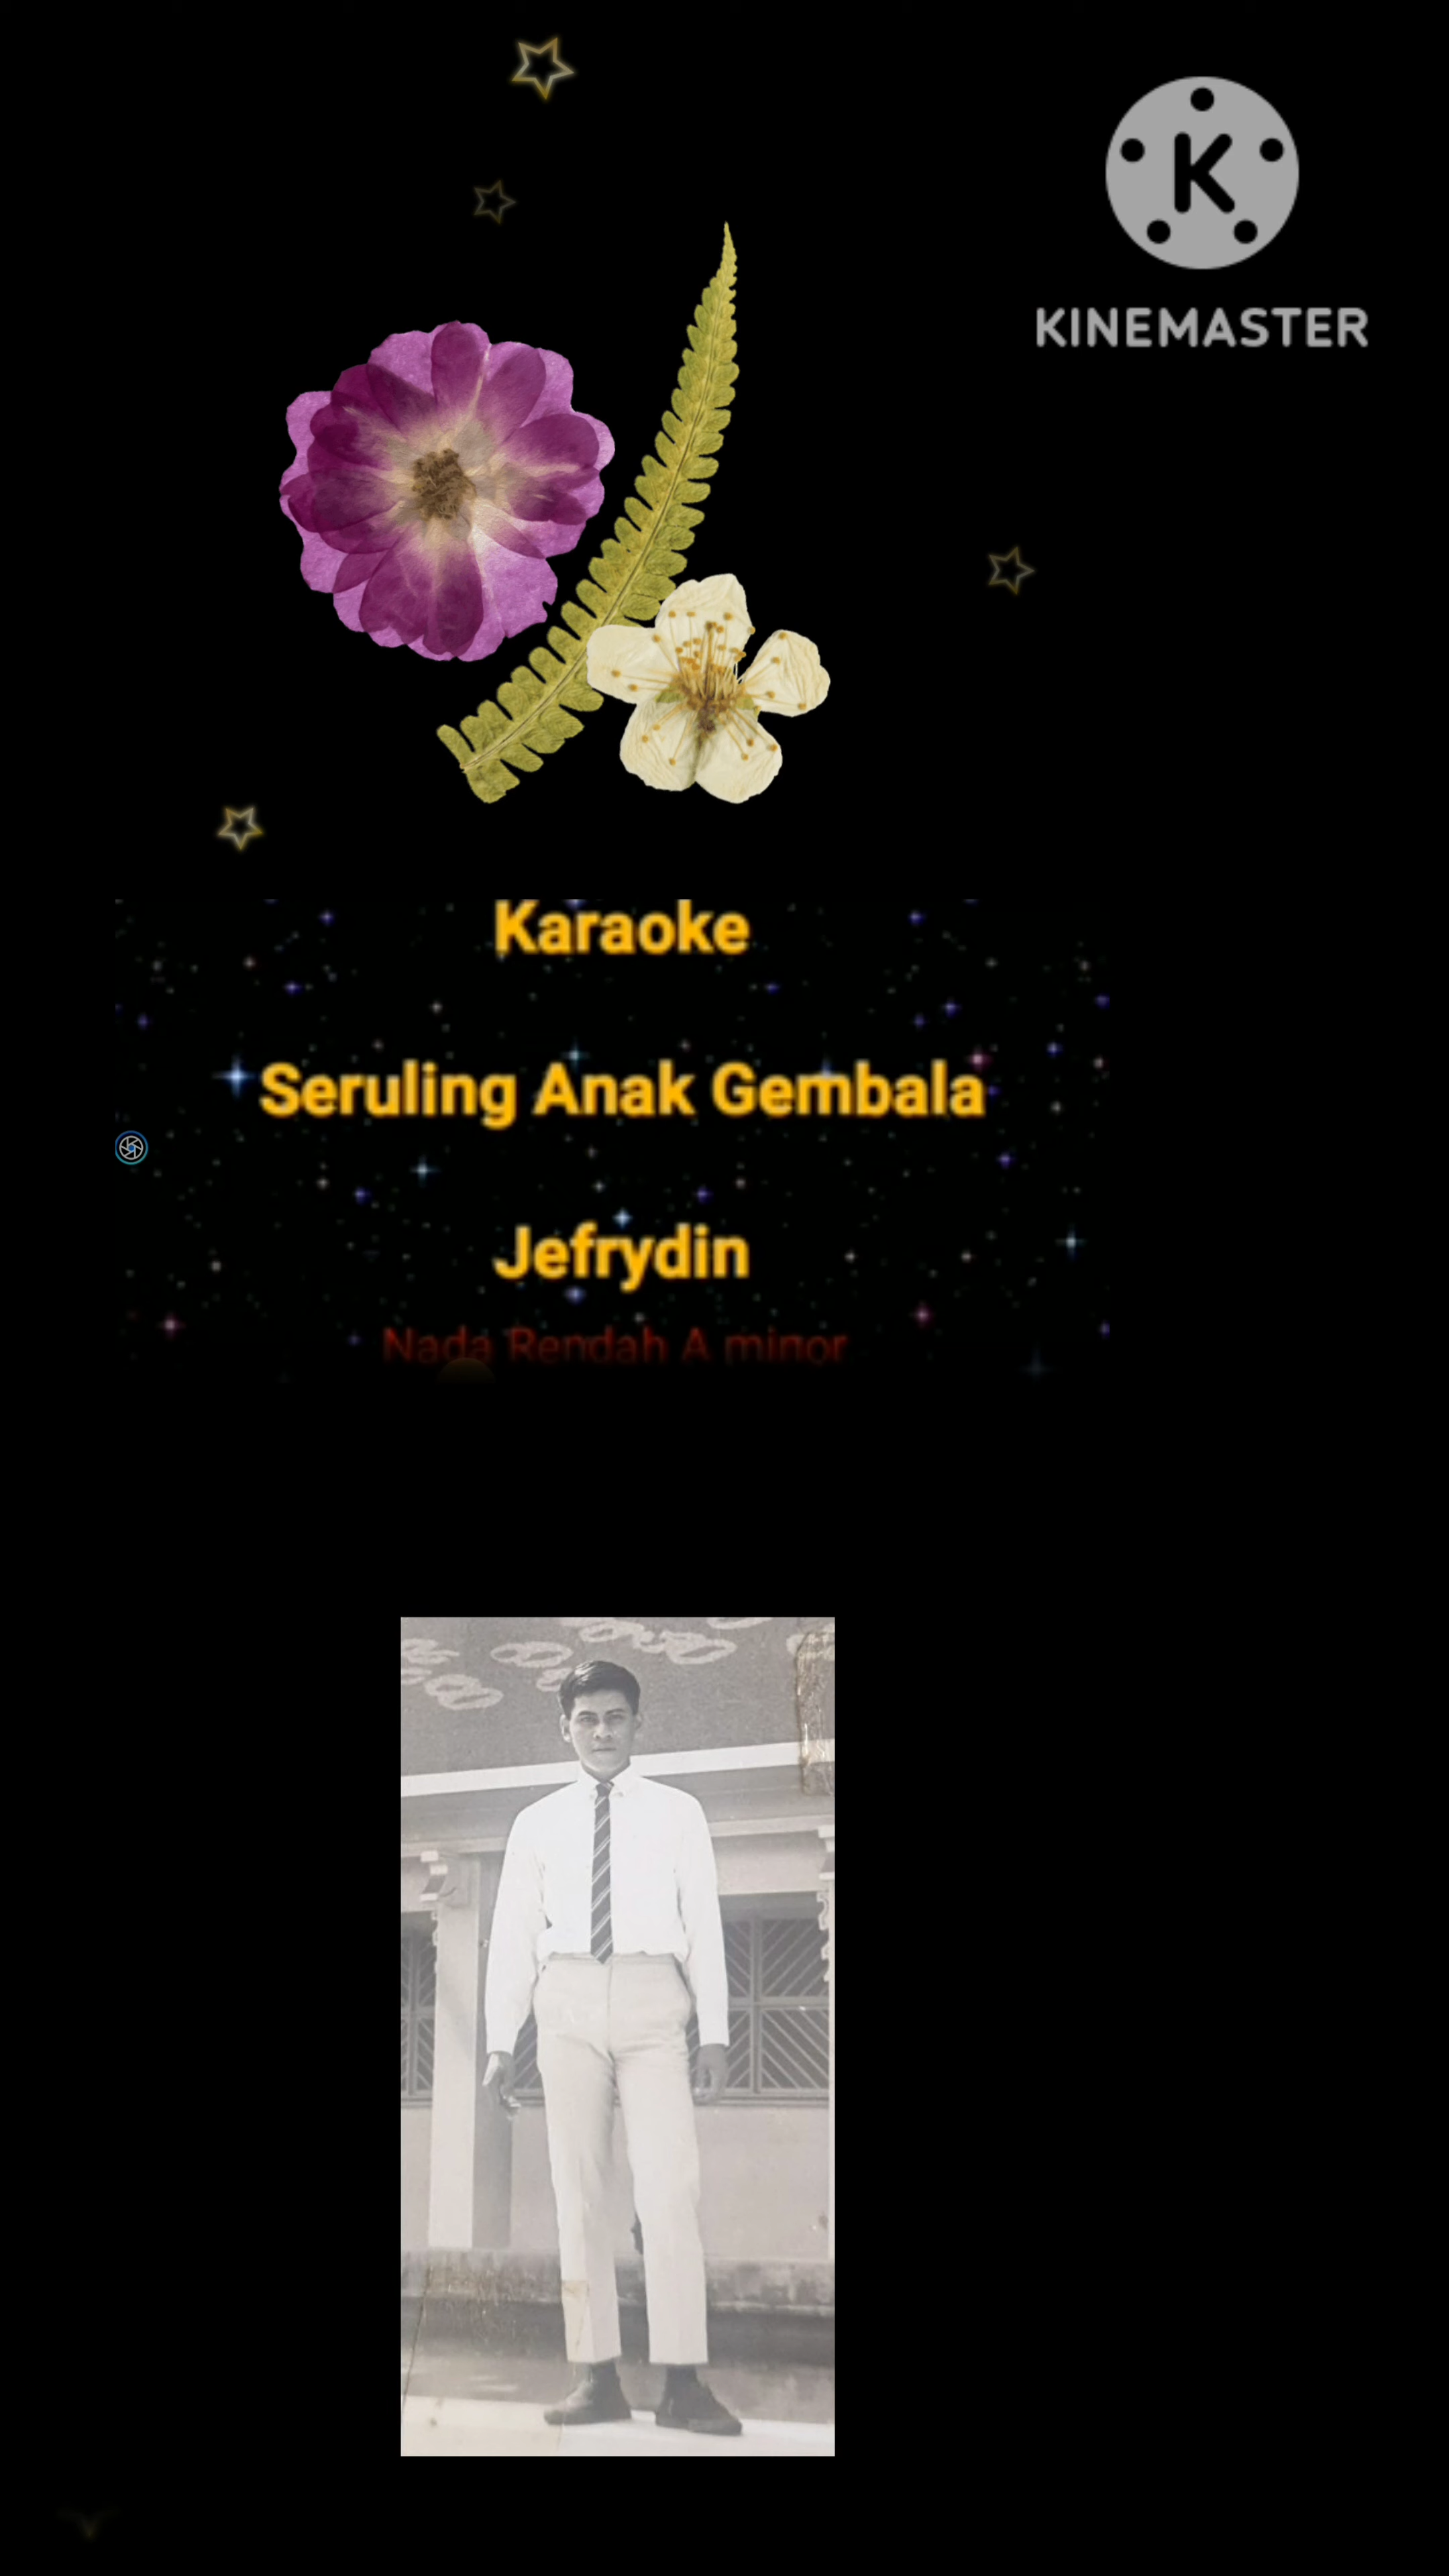 K
KINEMASTER
Karaoke
Seruling Anak Gembala
Jefrydin
Nada Rendah A minor